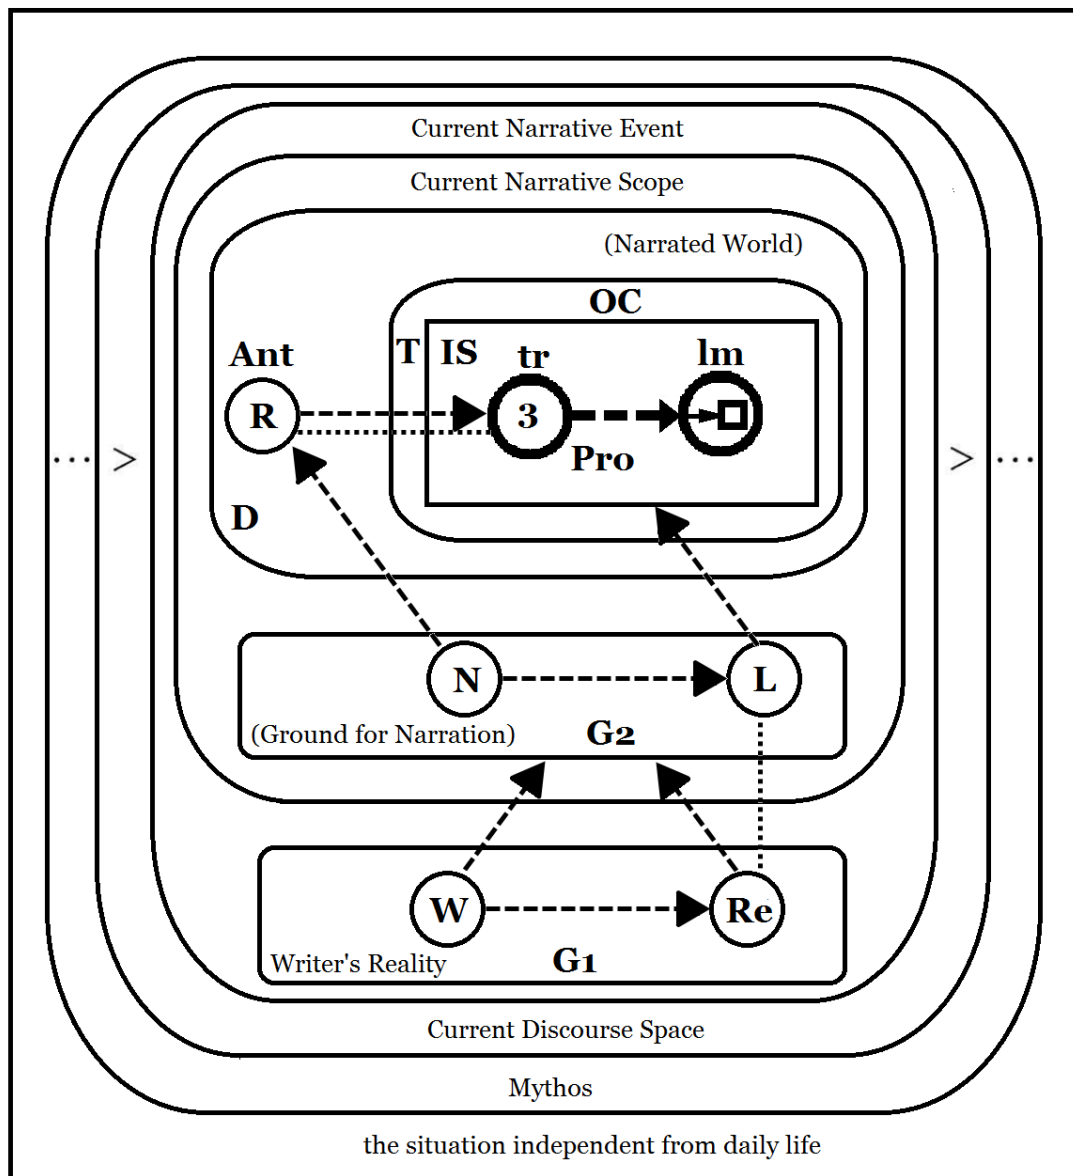 Current Narrative Event
Current Narrative Scope
(Narrated World)
OC
Ant
T
IS
tr
lm
R
3
... >
Pro
> ...
D
N
L
(Ground for Narration)
G2
W
Re
Writer's Reality
G1
Current Discourse Space
Mythos
the situation independent from daily life